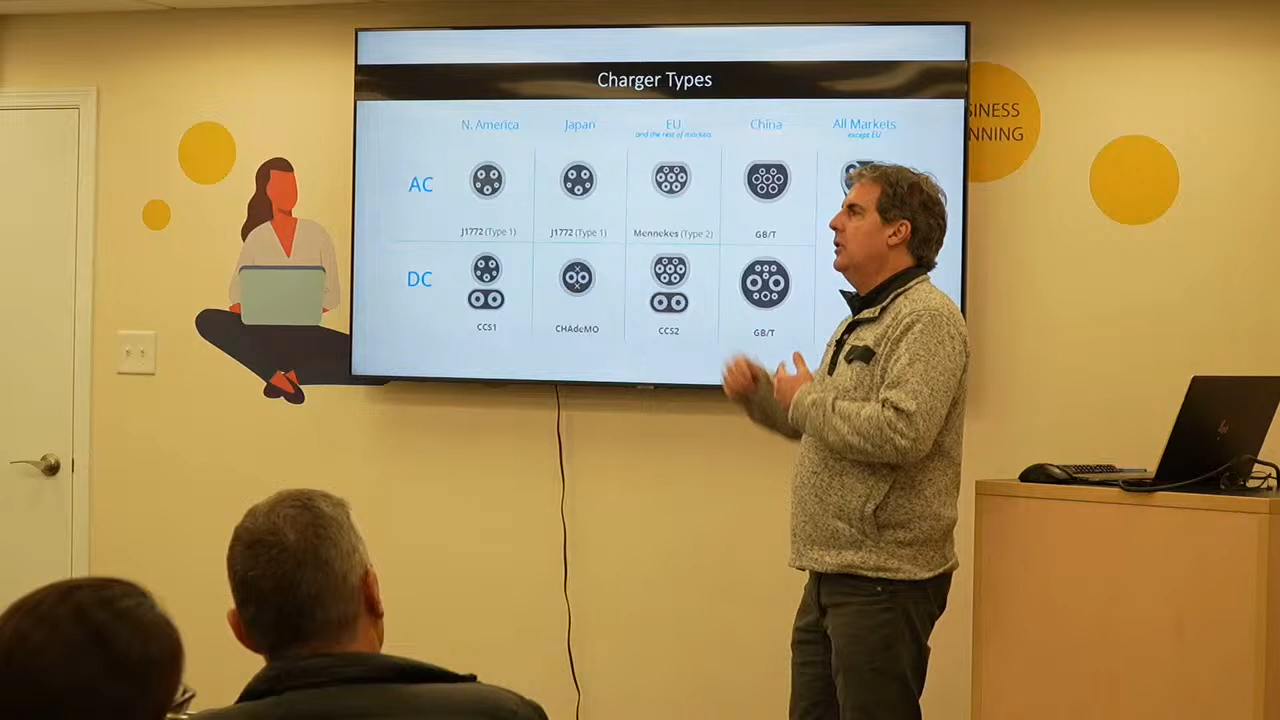 Charger Types
N. America
Japan
EU
and the rest of markets
China
All Markets
except EU
AC
J1772 (Type 1)
J1772 (Type 1)
Mennekes (Type 2)
GB/T
DC
CCS1
CHAdeMO
CCS2
GB/T
SINESS
NNING
hp